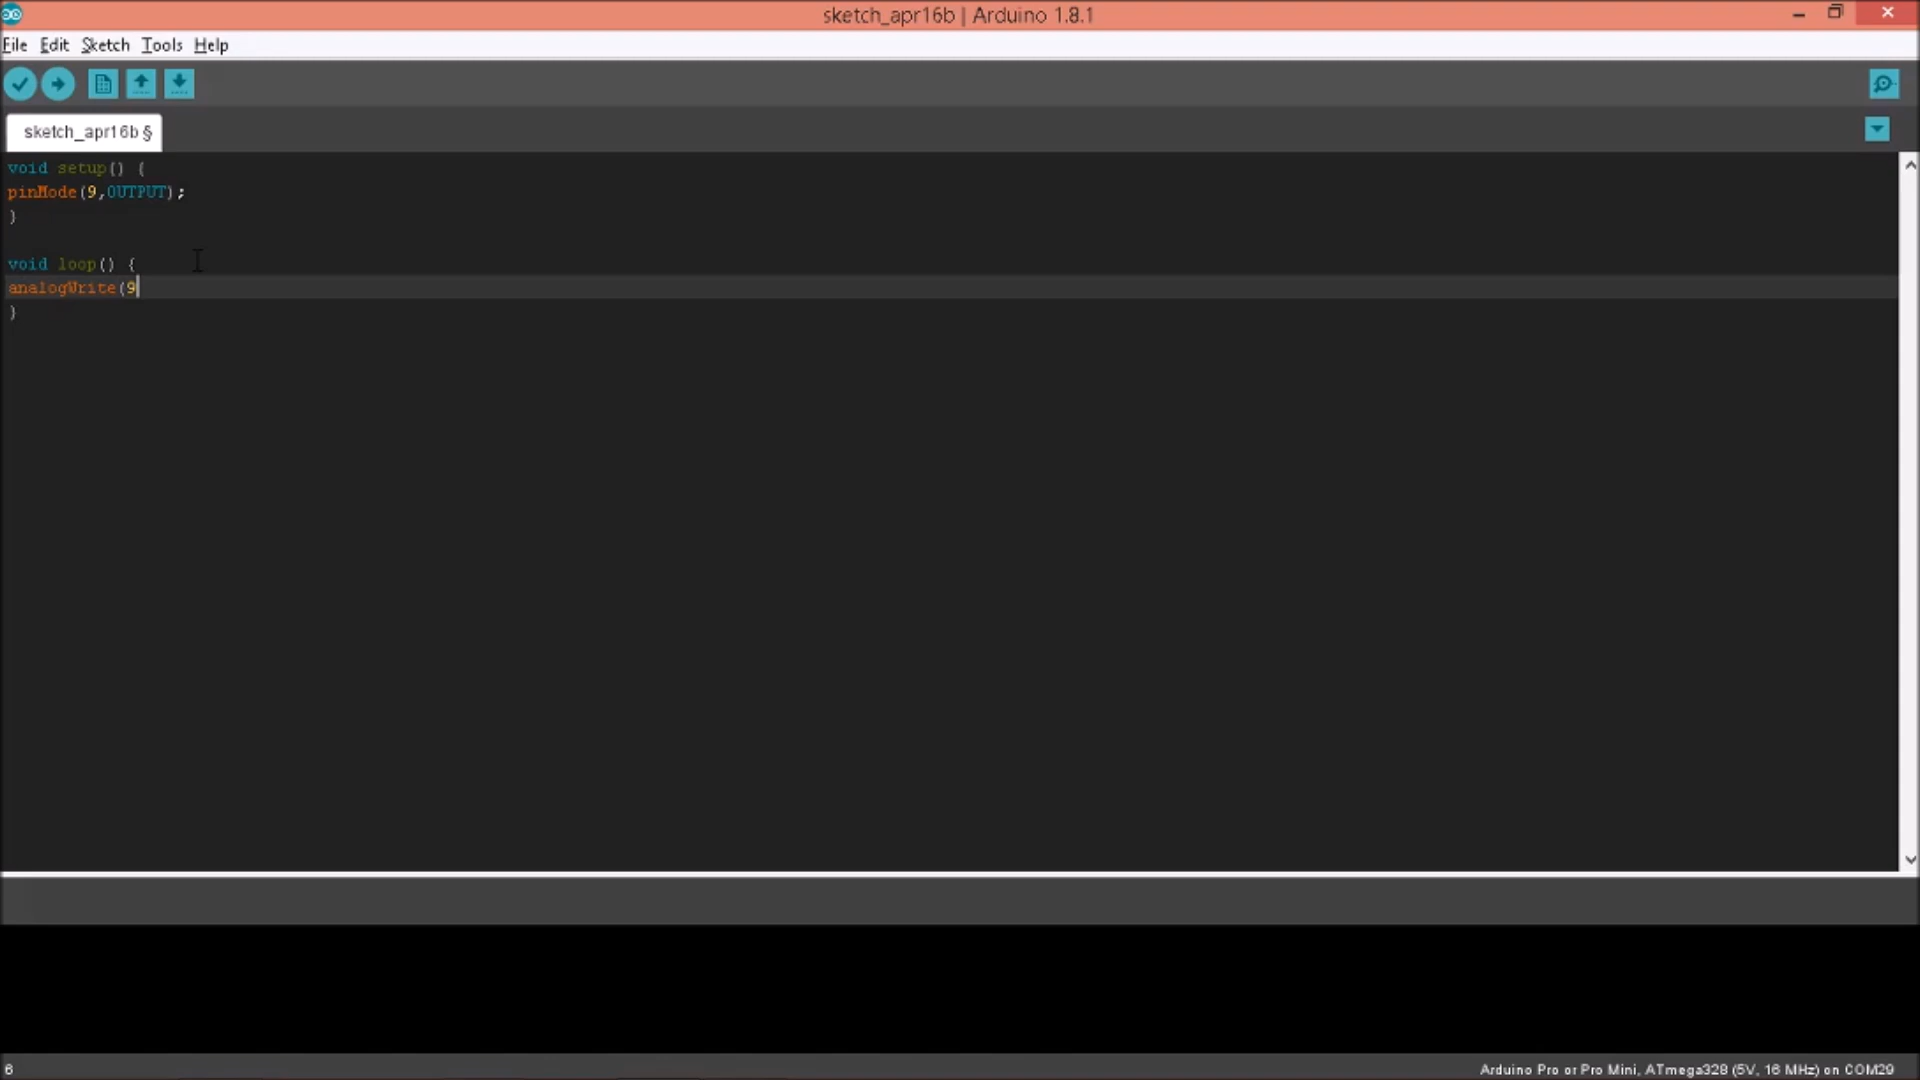 sketch_apr16b | Arduino 1.8.1
File Edit Sketch Tools Help
sketch_apr16b §
void setup() {
pinMode(9,OUTPUT);
}
void loop() {
analogWrite(9
}
6
Arduino Pro or Pro Mini, ATmega328 (5V, 16 MHz) on COM29